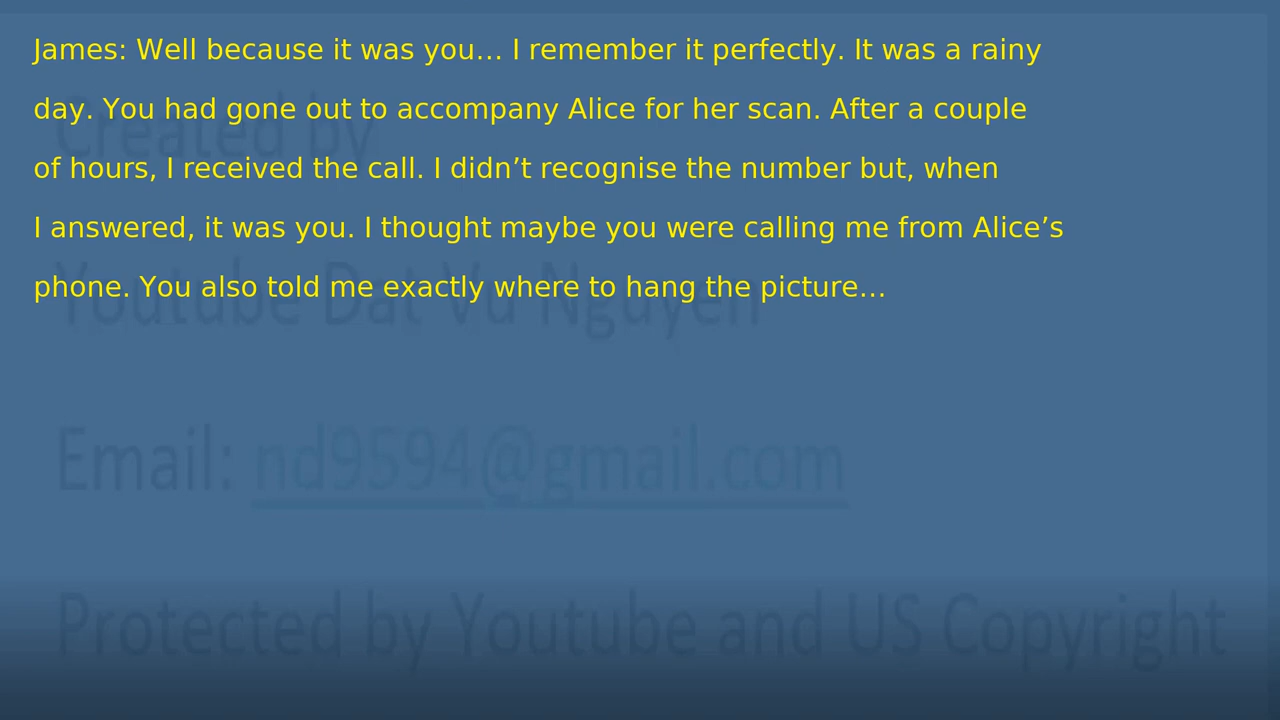 James: Well because it was you… I remember it perfectly. It was a rainy
day. You had gone out to accompany Alice for her scan. After a couple
of hours, I received the call. I didn’t recognise the number but, when
I answered, it was you. I thought maybe you were calling me from Alice’s
phone. You also told me exactly where to hang the picture…
Created by
Youtube Dat Vu Nguyen
Email: nd9594@gmail.com
Protected by Youtube and US Copyright